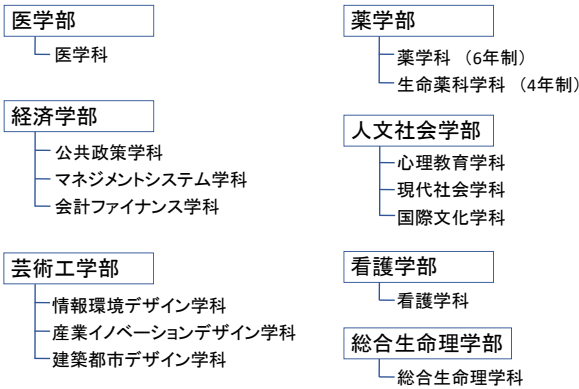 医学部
医学科
経済学部
公共政策学科
マネジメントシステム学科
会計ファイナンス学科
芸術工学部
情報環境デザイン学科
産業イノベーションデザイン学科
建築都市デザイン学科
薬学部
薬学科 (6年制)
生命薬科学科 (4年制)
人文社会学部
心理教育学科
現代社会学科
国際文化学科
看護学部
看護学科
総合生命理学部
総合生命理学科